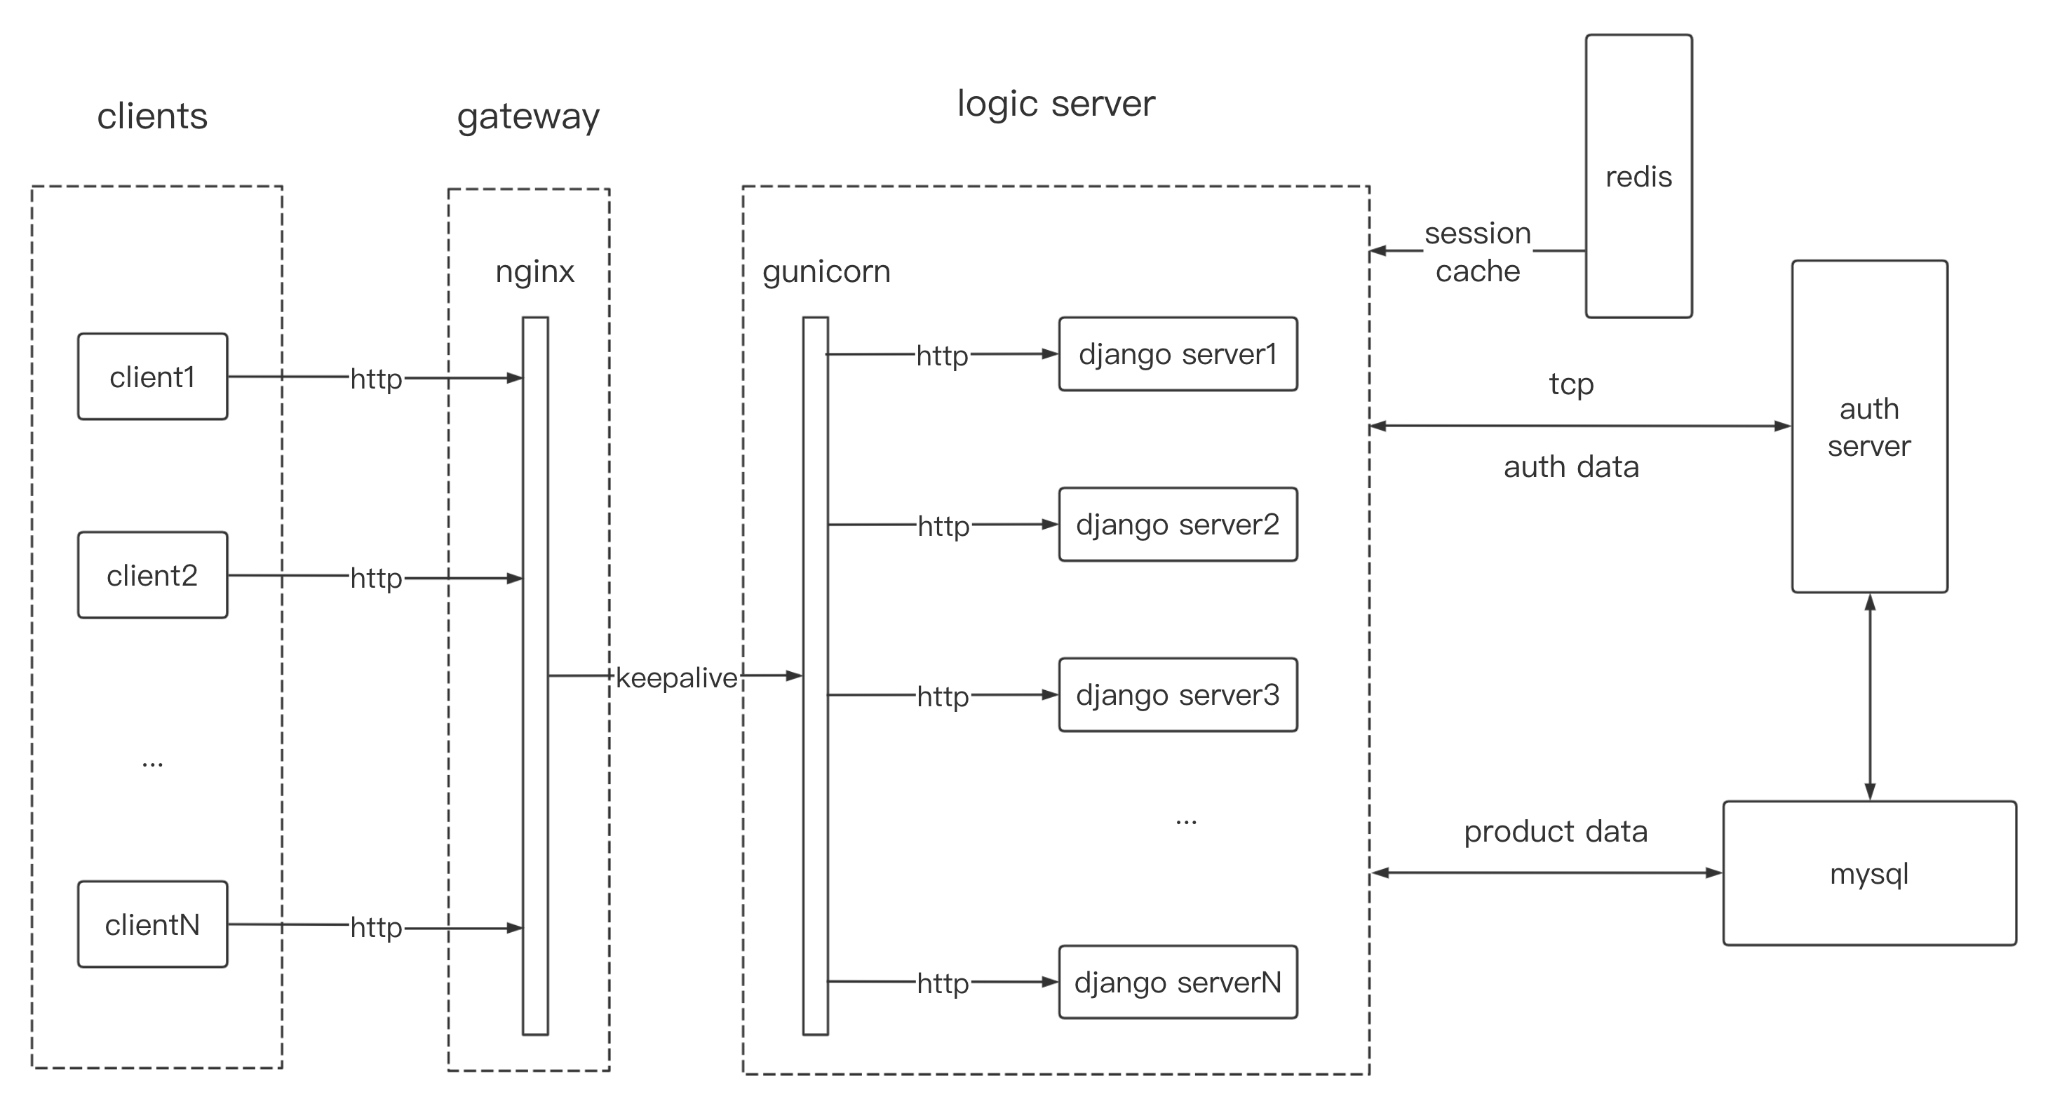 clients
gateway
logic server
redis
session
cache
nginx
gunicorn
client1
http
http
django server1
tcp
auth
server
auth data
client2
http
http
django server2
keepalive
http
django server3
...
...
product data
mysql
clientN
http
http
django serverN